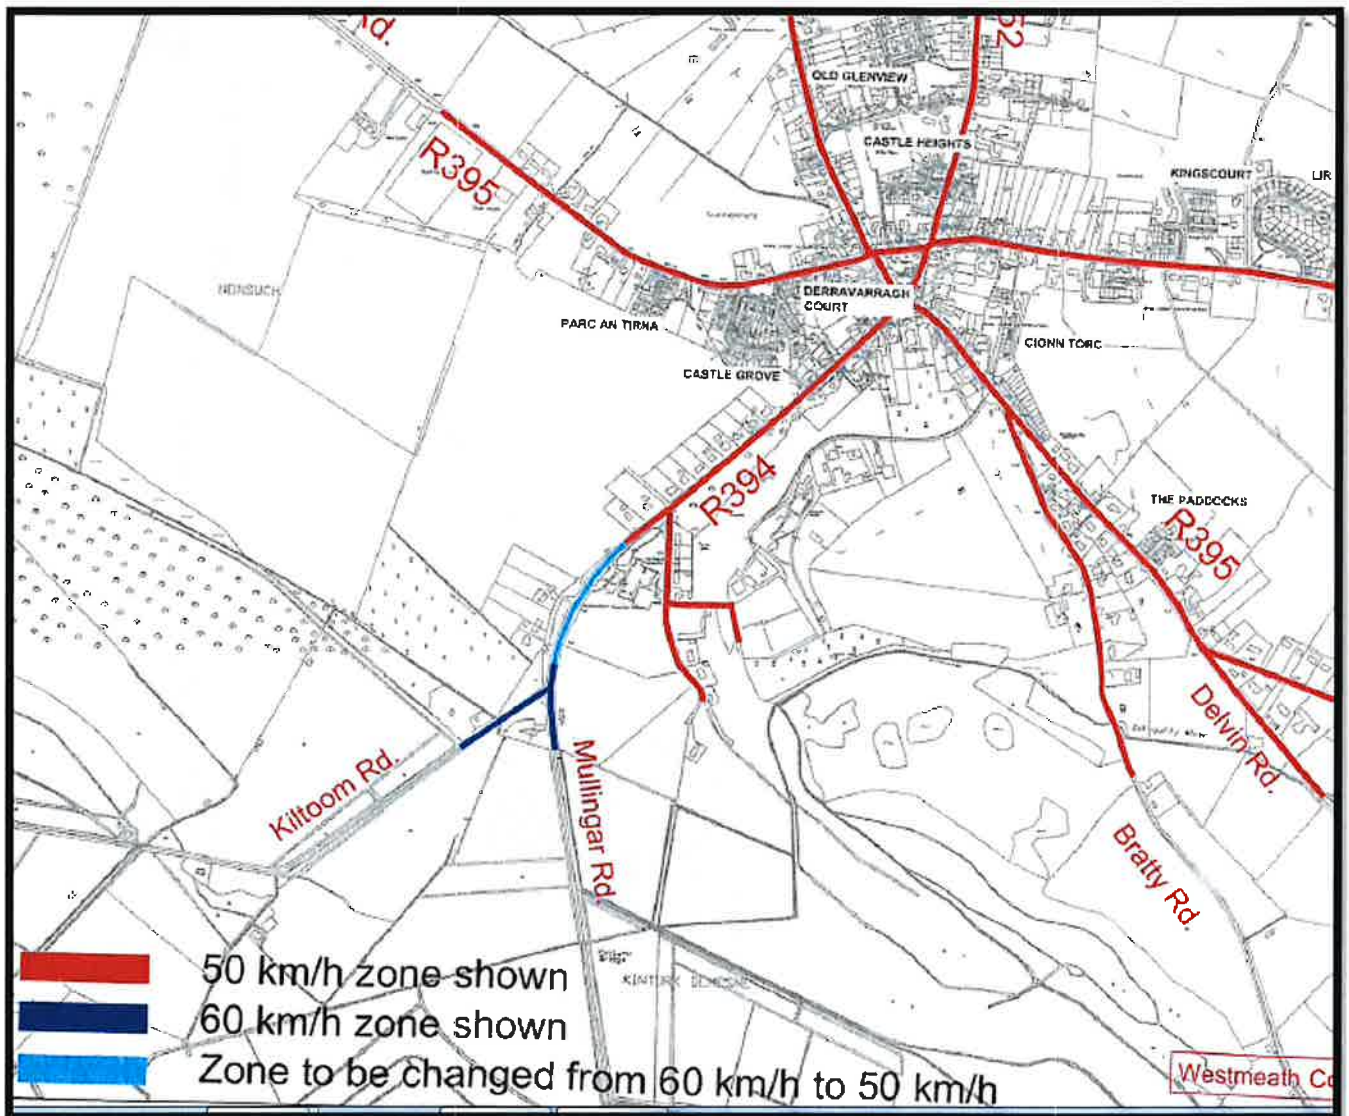 Rd.
52
OLD GLENVIEW
CASTLE HEIGHTS
KINGSCOURT
LIR
R395
NONSUCH
DERRAVARRAGH
COURT
PARC AN TIRNA
CIONN TORC
CASTLE GROVE
R394
THE PADDOCKS
R395
Delvin Rd.
Kiltoom Rd.
Mullingar Rd.
Bratty Rd.
50 km/h zone shown
60 km/h zone shown
Zone to be changed from 60 km/h to 50 km/h
Westmeath Co